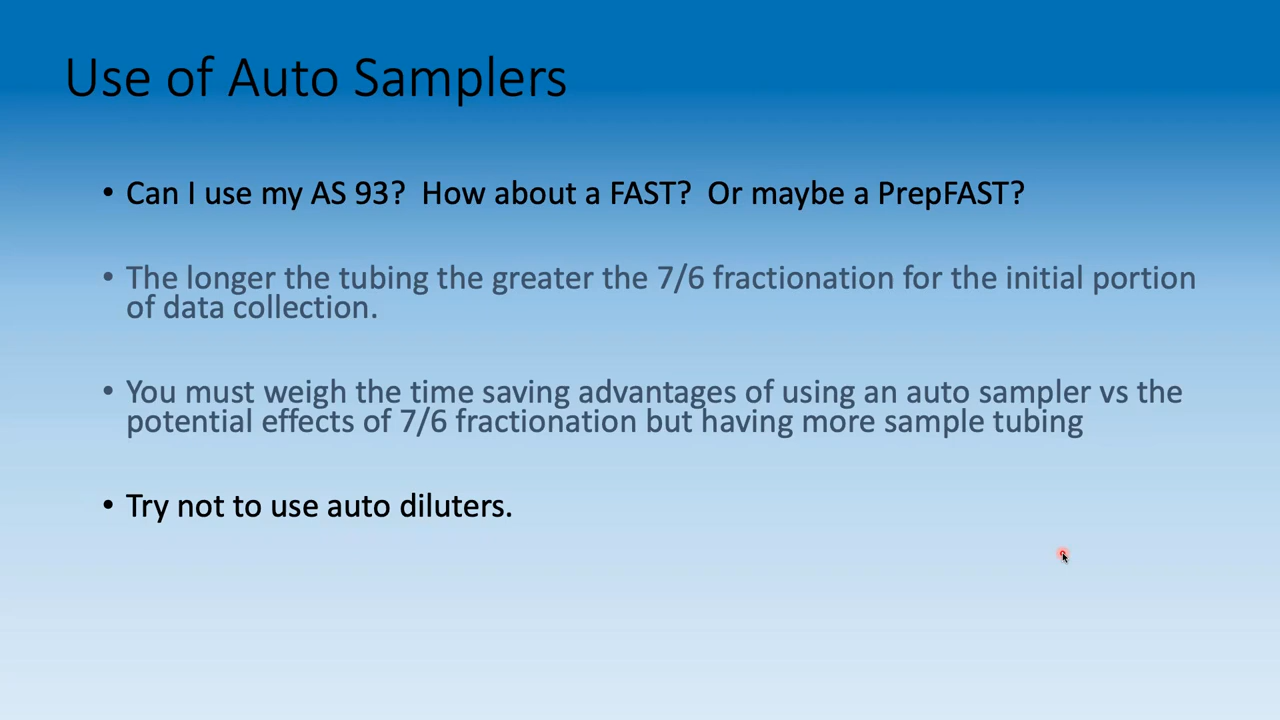 Use of Auto Samplers
• Can I use my AS 93?  How about a FAST?  Or maybe a PrepFAST?
• The longer the tubing the greater the 7/6 fractionation for the initial portion
of data collection.
• You must weigh the time saving advantages of using an auto sampler vs the
potential effects of 7/6 fractionation but having more sample tubing
• Try not to use auto diluters.